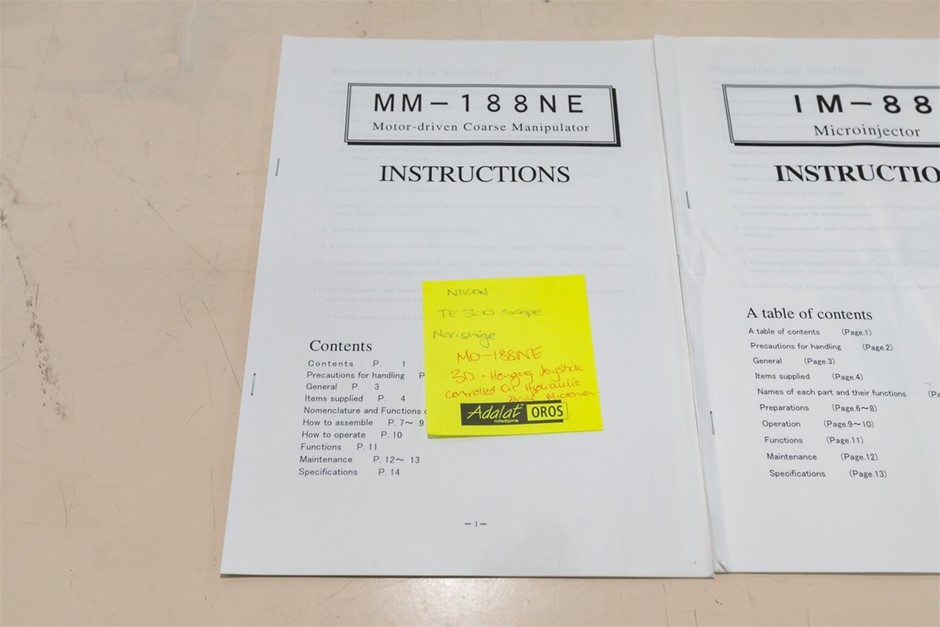 MM-188NE
Motor-driven Coarse Manipulator
INSTRUCTIONS
Contents
Contents P. 1
Precautions for handling P
General P. 3
Items supplied P. 4
Nomenclature and Functions
How to assemble P. 7~ 9
How to operate P. 10
Functions P. 11
Maintenance P. 12~ 13
Specifications P. 14
-1-
NIKON
TE300 Scope
Narishige
MO-188NE
3D - Hanging Joystick
Controlled Oil Hydraulic
Adalat OROS
nifedipine
IM-88
Microinjector
INSTRUCTIO
A table of contents
A table of contents (Page.1)
Precautions for handling (Page.2)
General (Page.3)
Items supplied (Page.4)
Names of each part and their functions (Pa
Preparations (Page.6~8)
Operation (Page.9~10)
Functions (Page.11)
Maintenance (Page.12)
Specifications (Page.13)